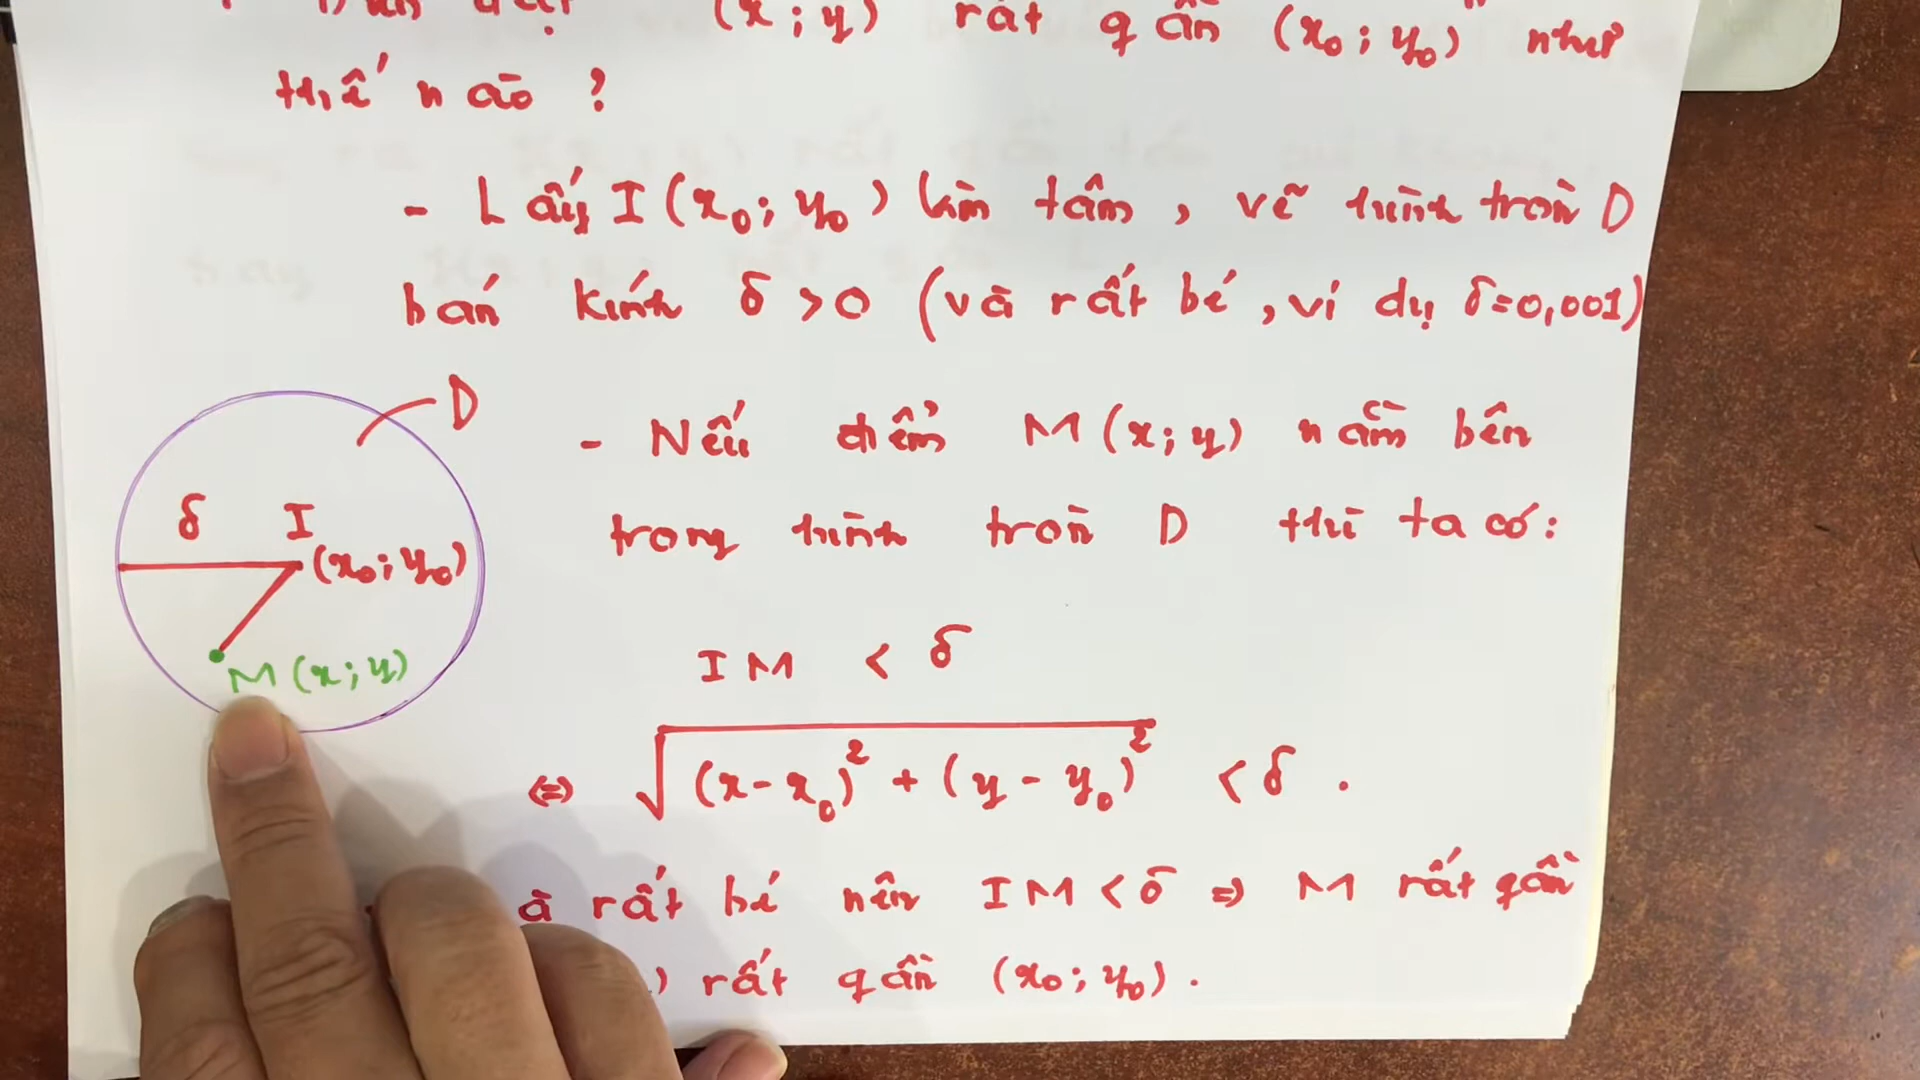 (x; y) rất gần (x₀; y₀)" như
thế nào ?
- Lấy I(x₀; y₀) làm tâm, vẽ hình tròn D
bán kính δ > 0 (và rất bé, ví dụ δ=0,001)
D
δ I
(x₀; y₀)
M (x; y)
- Nếu điểm M(x; y) nằm bên
trong hình tròn D thì ta có:
IM < δ
⇔ √((x-x₀)² + (y - y₀)²) < δ .
rất bé nên IM < δ ⇒ M rất gần
) rất gần (x₀; y₀).